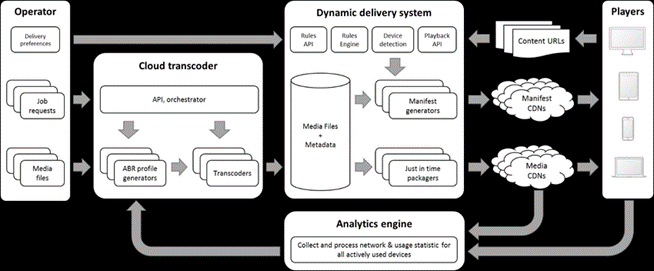 Operator
Delivery
preferences
Job
requests
Media
files
Cloud transcoder
API, orchestrator
ABR profile
generators
Transcoders
Dynamic delivery system
Rules
API
Rules
Engine
Device
detection
Playback
API
Media Files
+
Metadata
Manifest
generators
Just in time
packagers
Content URLs
Manifest
CDNs
Media
CDNs
Players
Analytics engine
Collect and process network & usage statistic for
all actively used devices